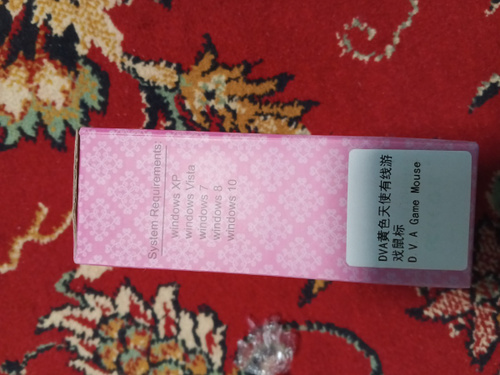 System Requirements:
windows XP
windows Vista
windows 7
windows 8
windows 10
DVA黄色天使有线游
戏鼠标
D V A Game Mouse